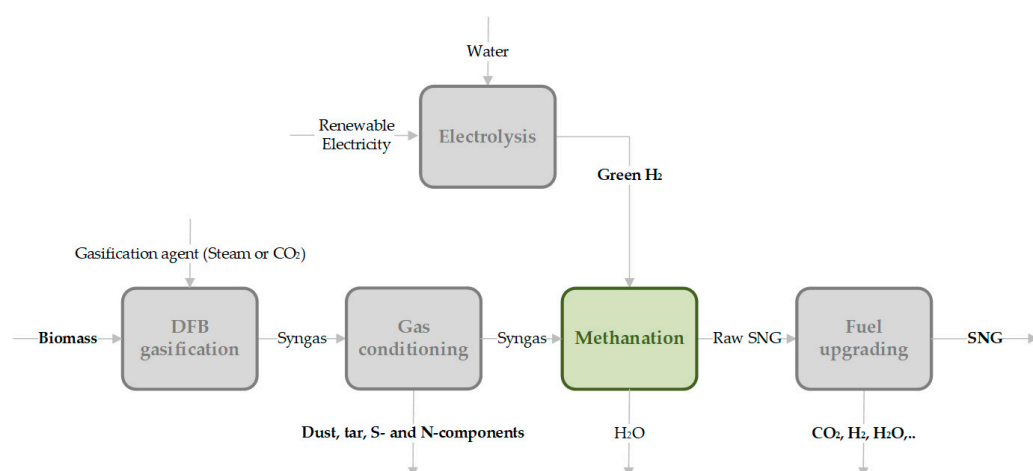 Water
Renewable
Electricity
Electrolysis
Green H₂
Gasification agent (Steam or CO₂)
Biomass
DFB
gasification
Syngas
Gas
conditioning
Syngas
Methanation
Raw SNG
Fuel
upgrading
SNG
Dust, tar, S- and N-components
H₂O
CO₂, H₂, H₂O,..